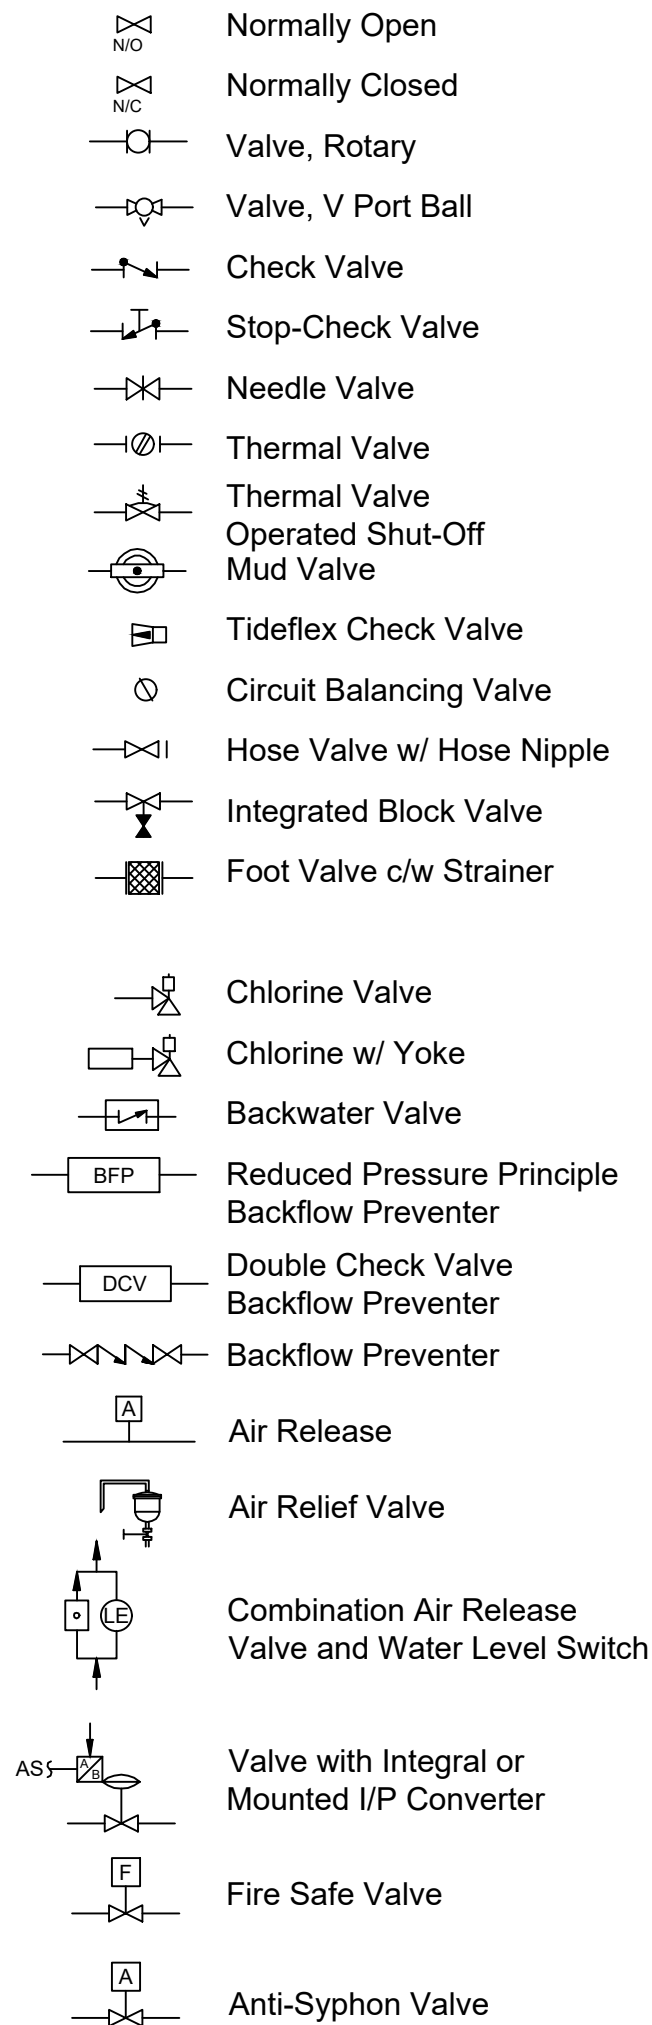 Normally Open
N/O
Normally Closed
N/C
Valve, Rotary
Valve, V Port Ball
Check Valve
Stop-Check Valve
Needle Valve
Thermal Valve
Thermal Valve
Operated Shut-Off
Mud Valve
Tideflex Check Valve
Circuit Balancing Valve
Hose Valve w/ Hose Nipple
Integrated Block Valve
Foot Valve c/w Strainer
Chlorine Valve
Chlorine w/ Yoke
Backwater Valve
BFP
Reduced Pressure Principle
Backflow Preventer
DCV
Double Check Valve
Backflow Preventer
Backflow Preventer
A
Air Release
Air Relief Valve
LE
Combination Air Release
Valve and Water Level Switch
AS
A
B
Valve with Integral or
Mounted I/P Converter
F
Fire Safe Valve
A
Anti-Syphon Valve